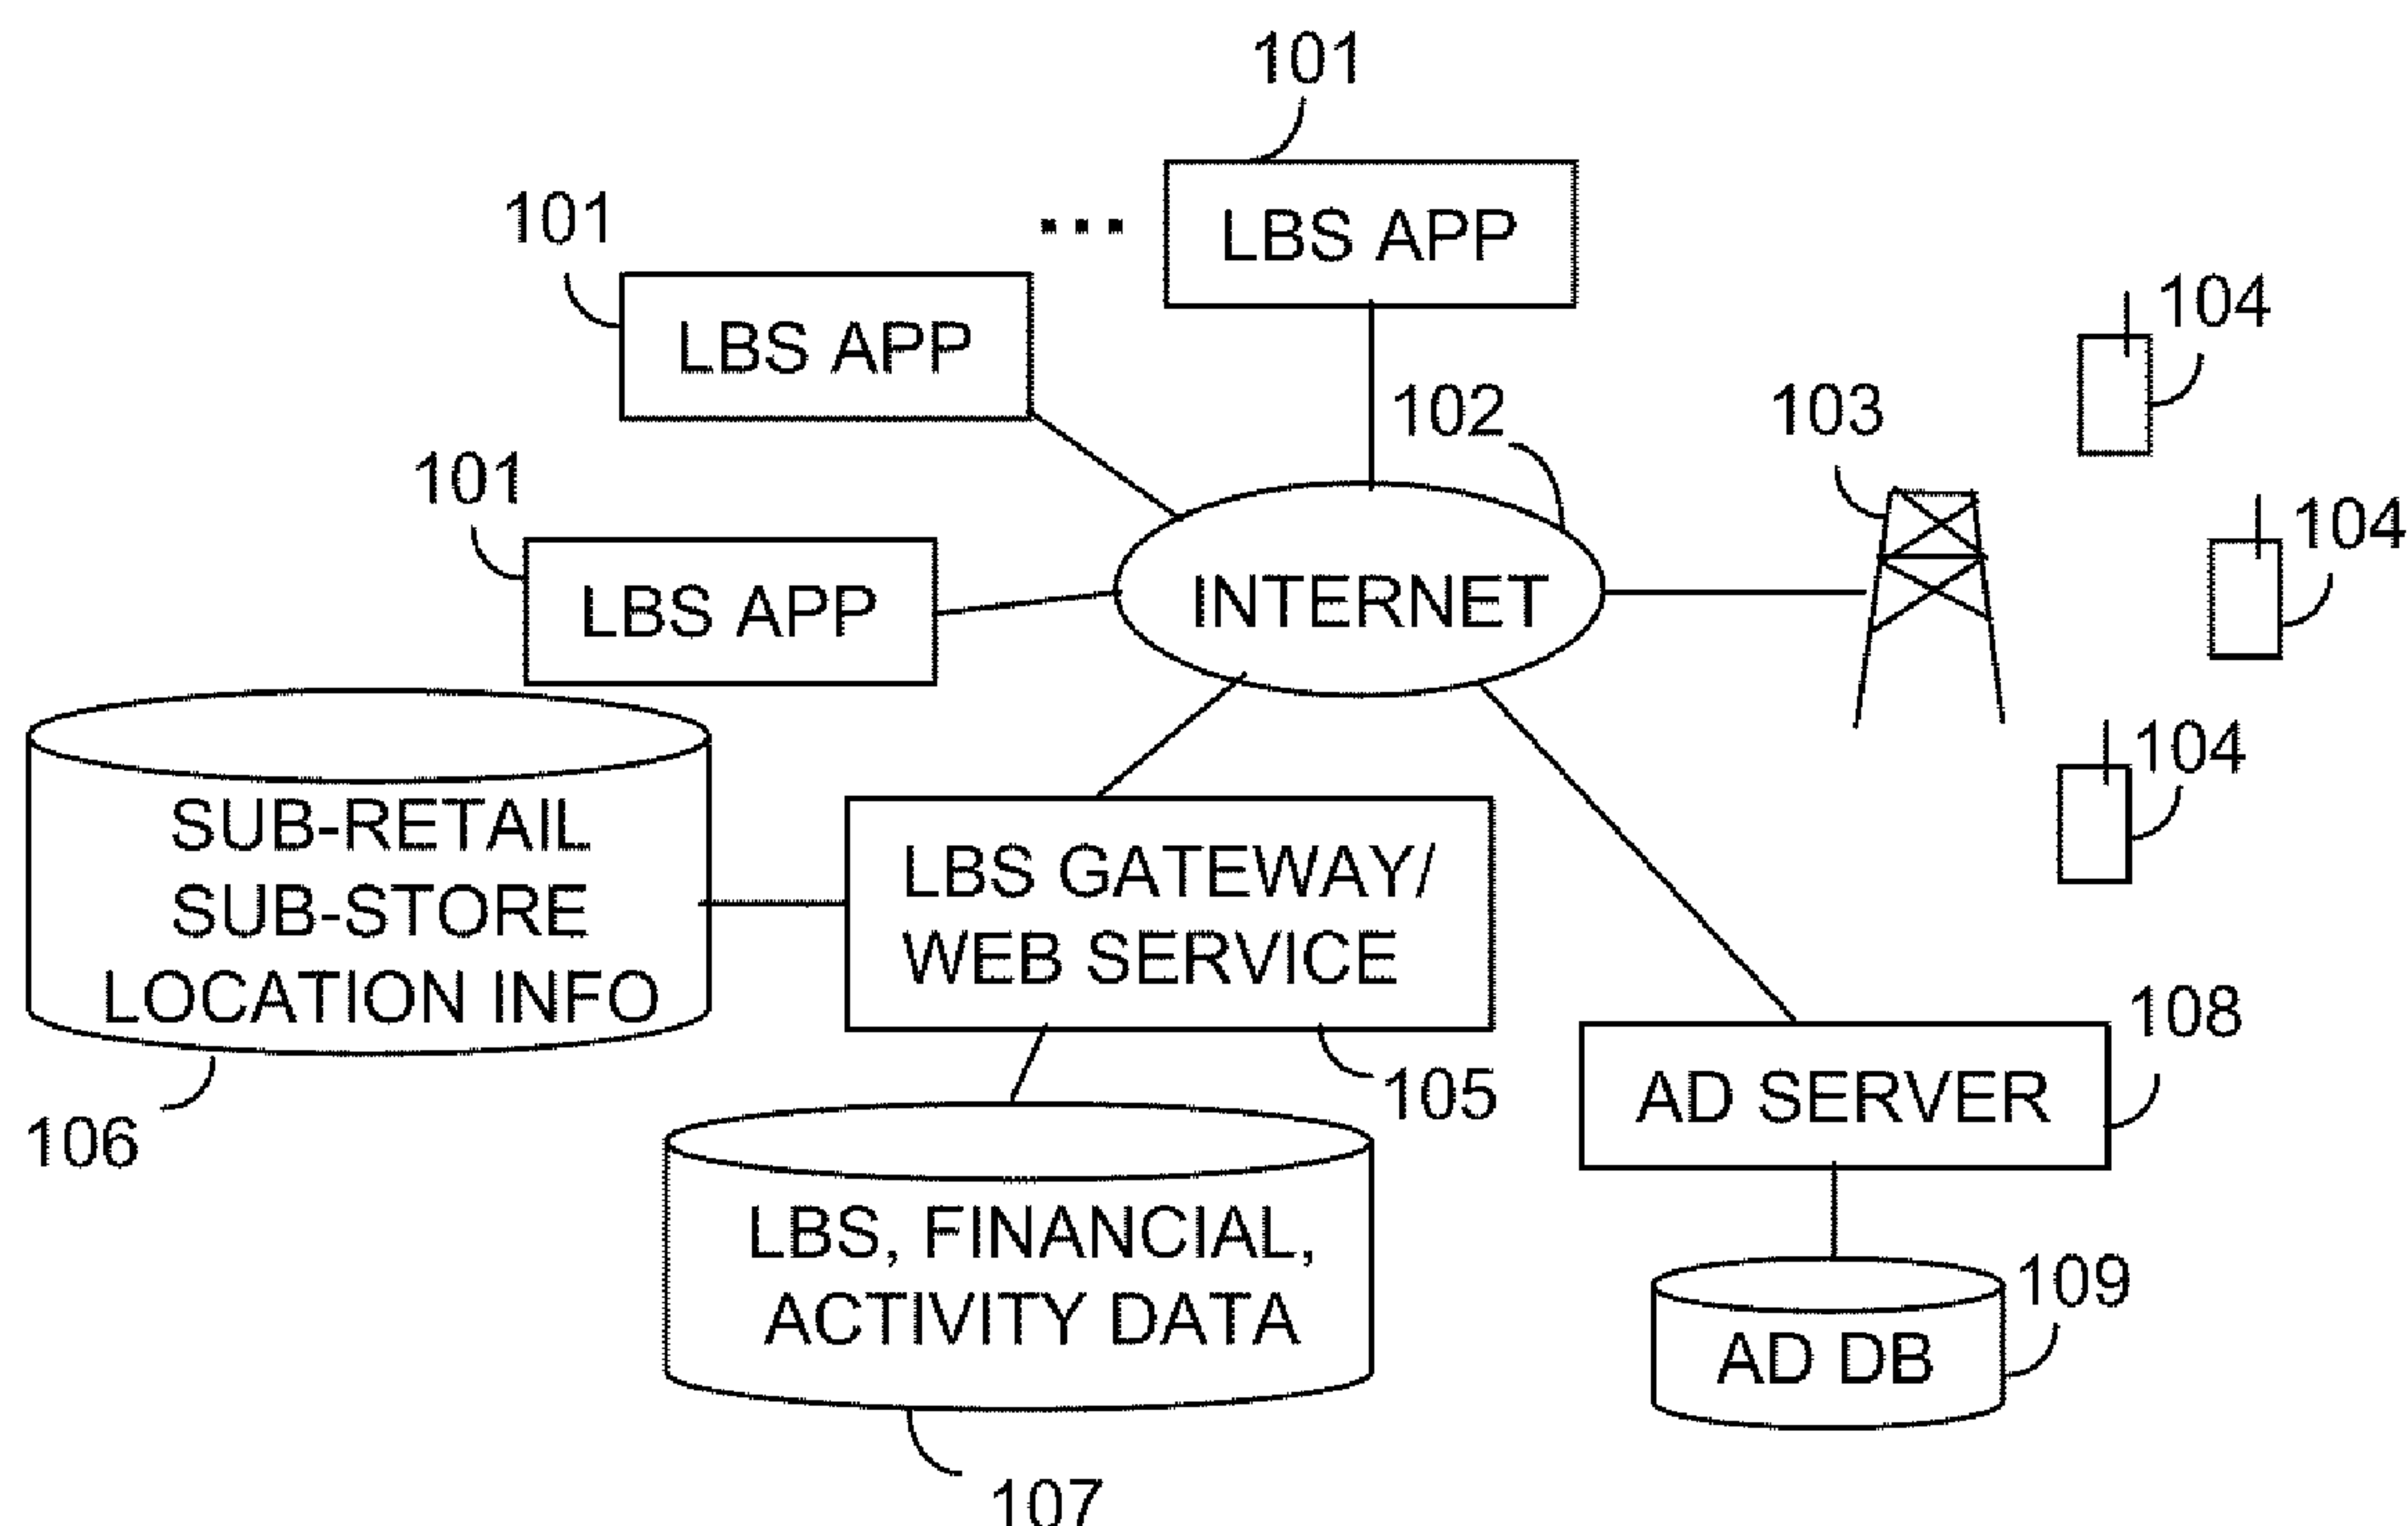 101
101
...
LBS APP
104
LBS APP
102
103
101
104
LBS APP
INTERNET
104
SUB-RETAIL
SUB-STORE
LOCATION INFO
LBS GATEWAY/
WEB SERVICE
108
105
AD SERVER
106
LBS, FINANCIAL,
ACTIVITY DATA
109
AD DB
107